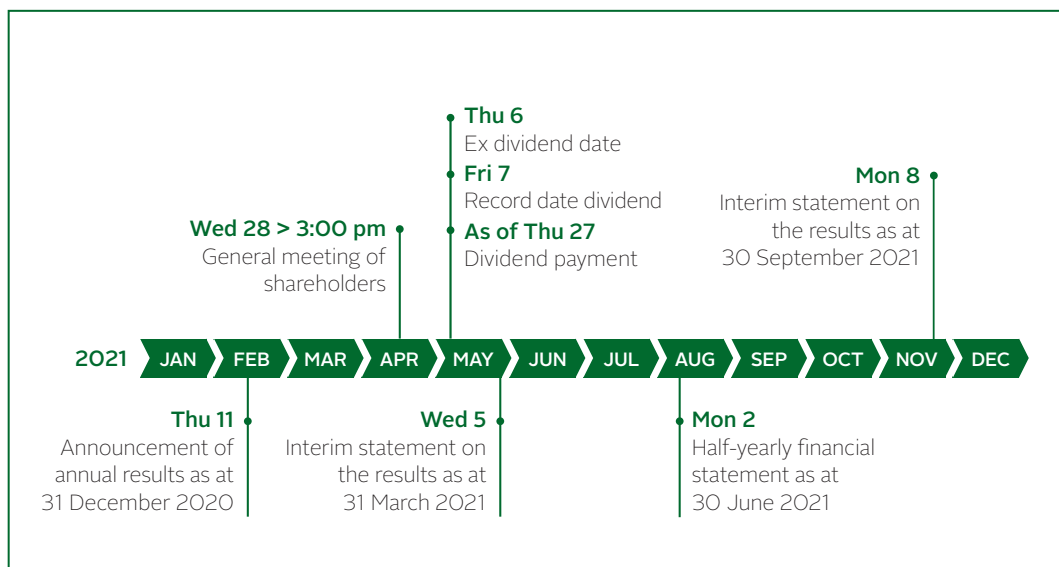 Thu 6
Ex dividend date
Fri 7
Record date dividend
As of Thu 27
Dividend payment
Wed 28 > 3:00 pm
General meeting of
shareholders
Mon 8
Interim statement on
the results as at
30 September 2021
2021 JAN FEB MAR APR MAY JUN JUL AUG SEP OCT NOV DEC
Thu 11
Announcement of
annual results as at
31 December 2020
Wed 5
Interim statement on
the results as at
31 March 2021
Mon 2
Half-yearly financial
statement as at
30 June 2021